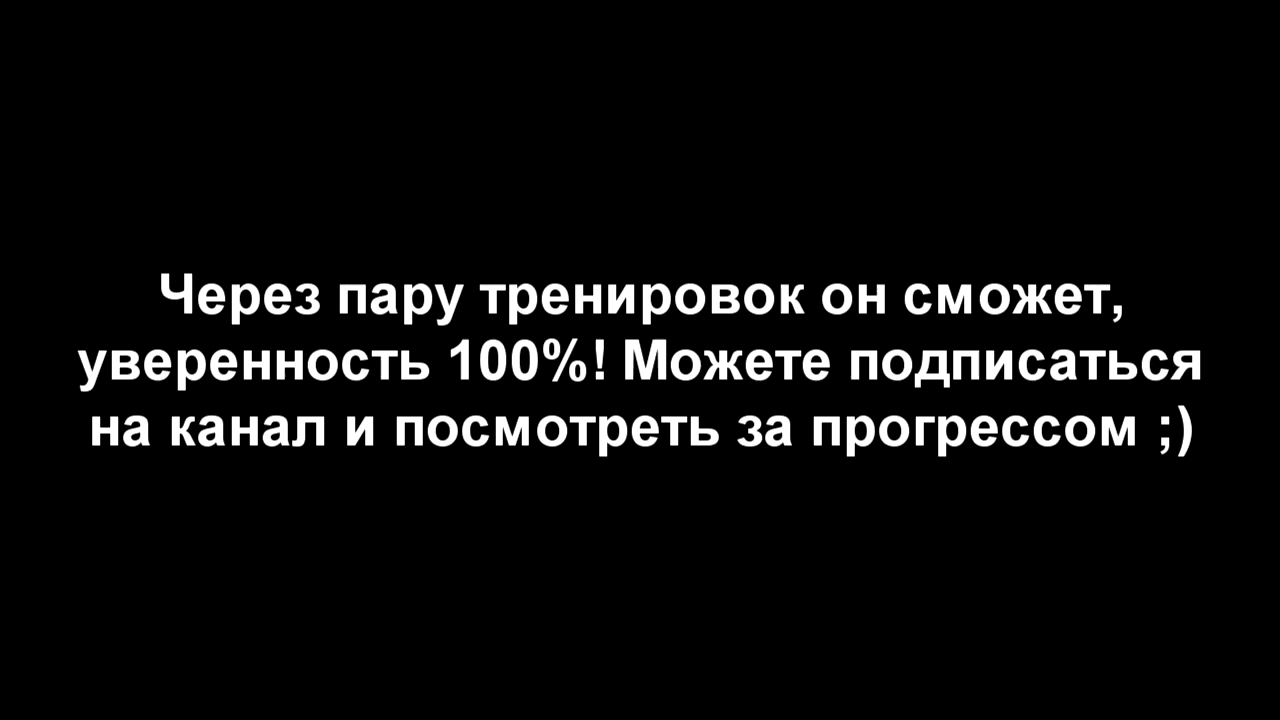 Через пару тренировок он сможет,
уверенность 100%! Можете подписаться
на канал и посмотреть за прогрессом ;)